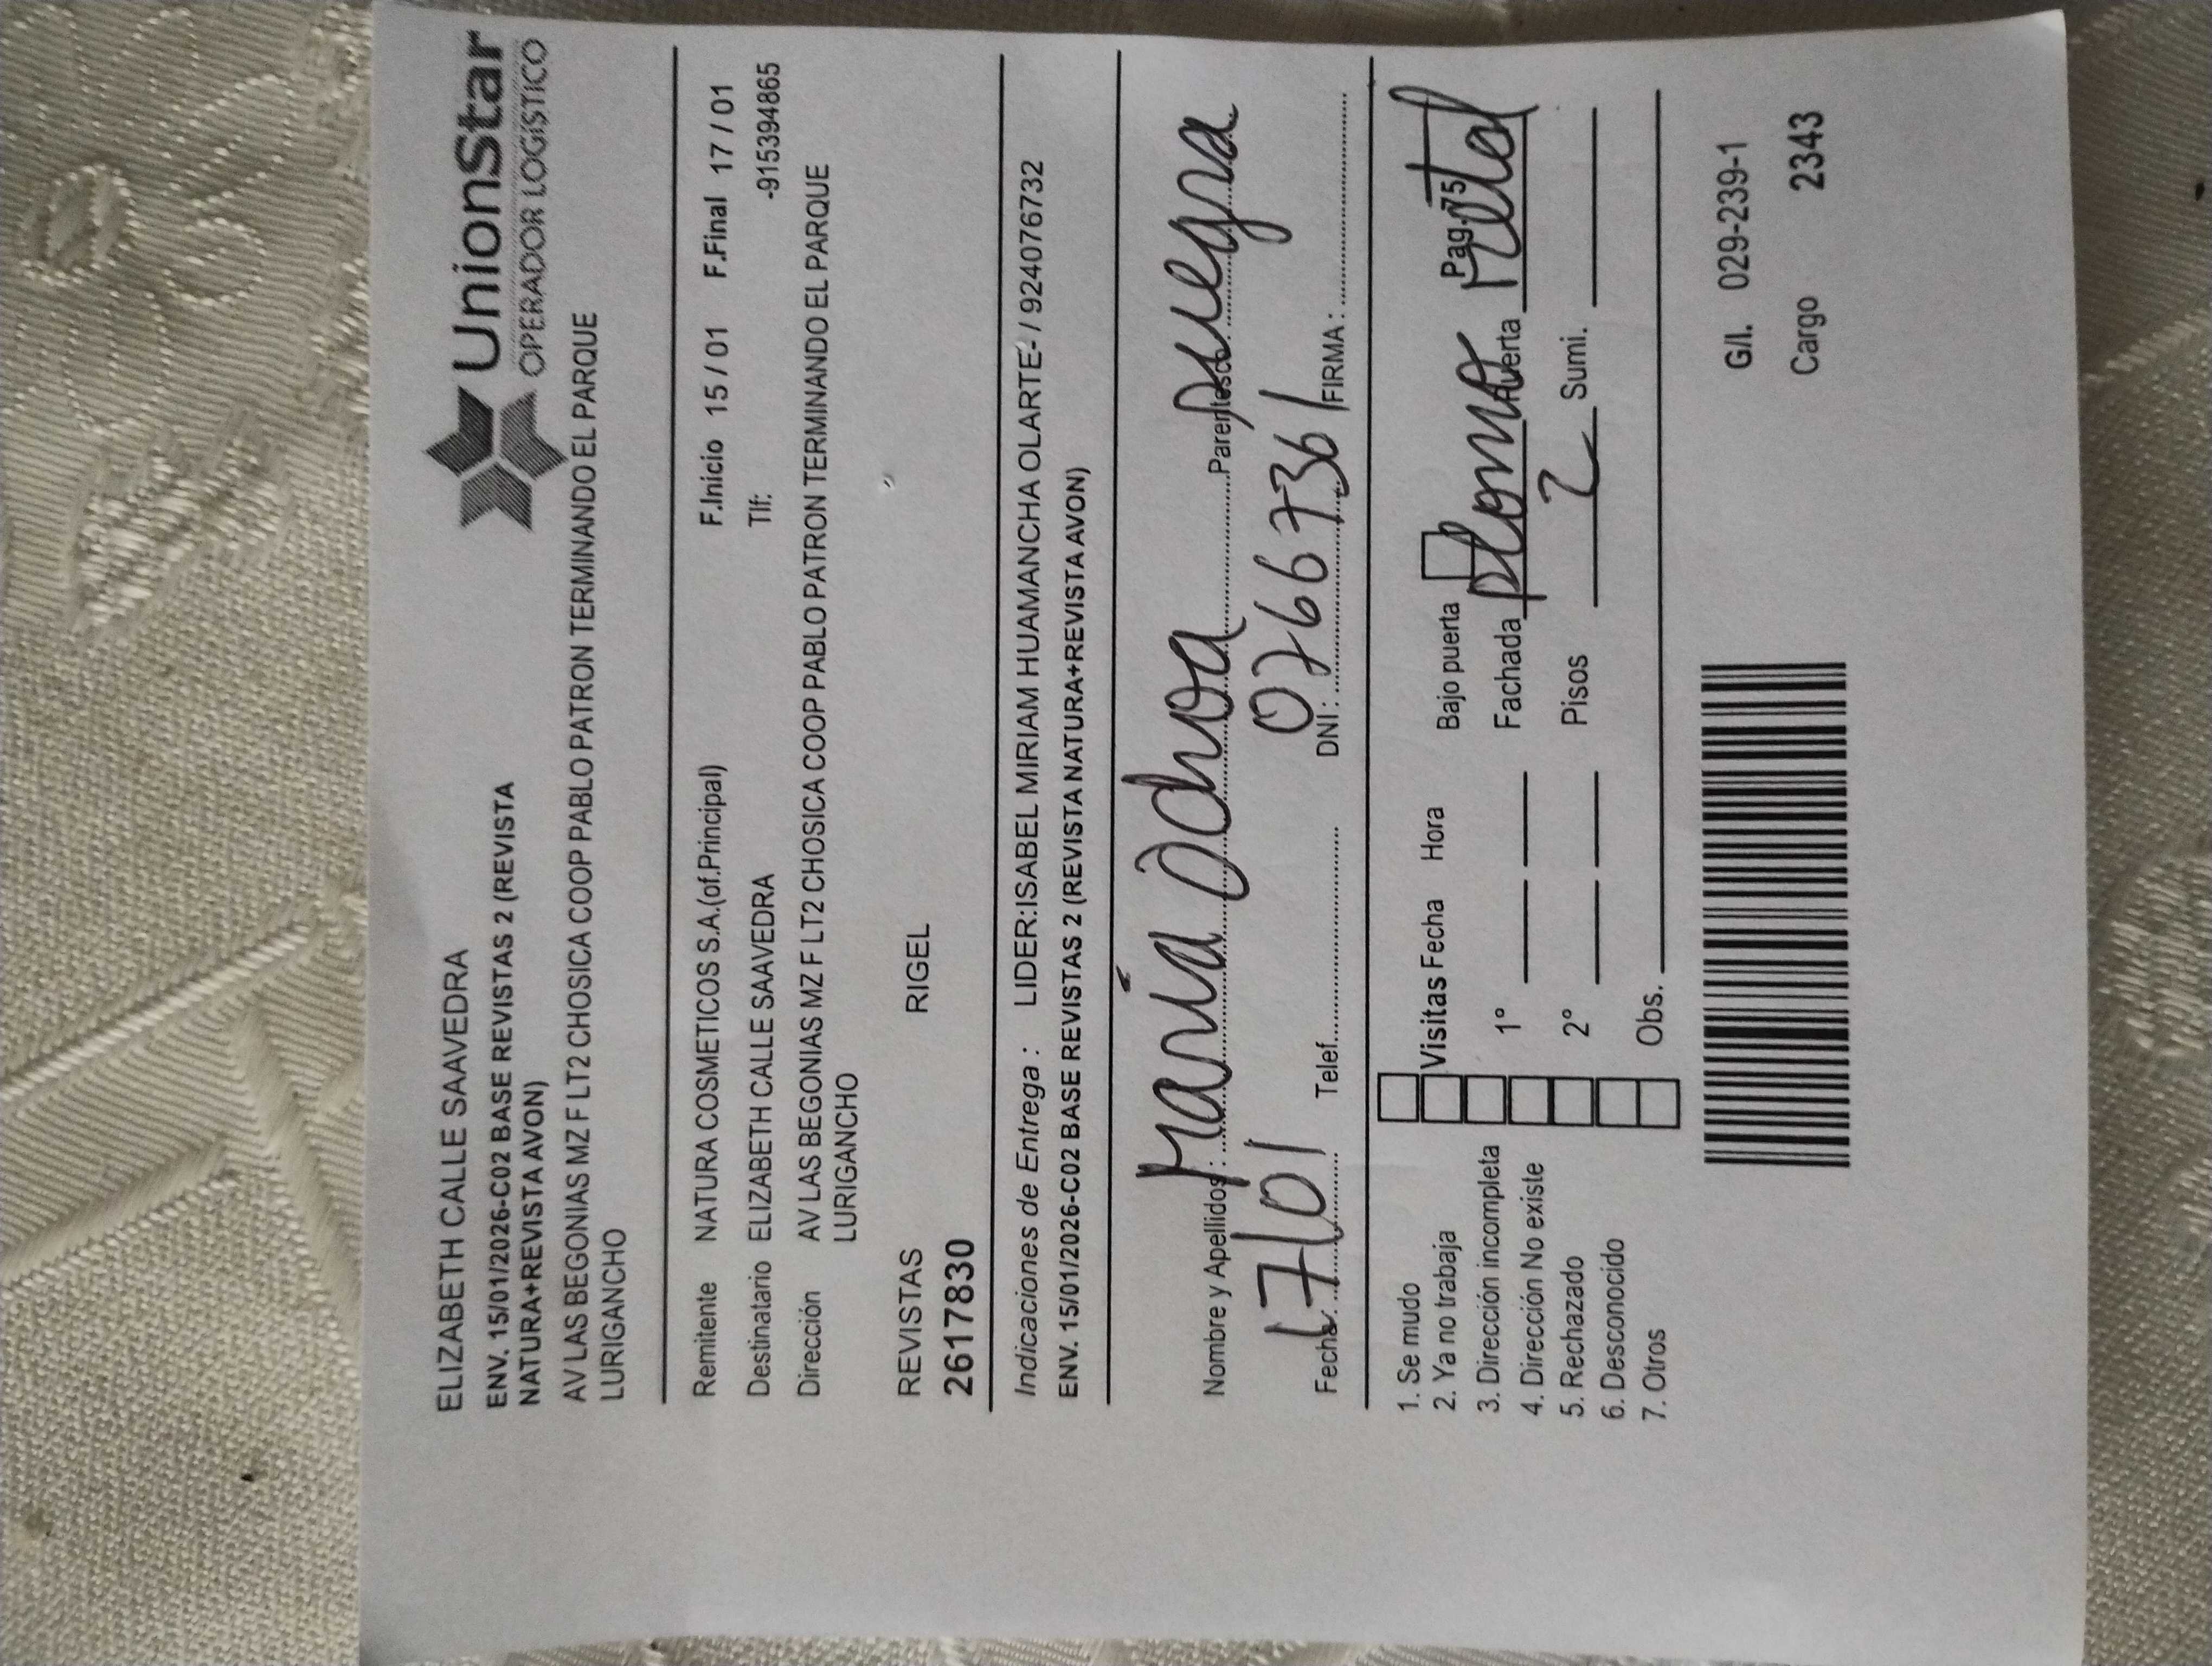 ELIZABETH CALLE SAAVEDRA
UnionStar
OPERADOR LOGÍSTICO
ENV. 15/01/2026-C02 BASE REVISTAS 2 (REVISTA
NATURA+REVISTA AVON)
AV LAS BEGONIAS MZ F LT2 CHOSICA COOP PABLO PATRON TERMINANDO EL PARQUE
LURIGANCHO
Remitente NATURA COSMETICOS S.A.(of.Principal) F.Inicio 15 / 01 F.Final 17 / 01
Destinatario ELIZABETH CALLE SAAVEDRA Tlf: -915394865
Dirección AV LAS BEGONIAS MZ F LT2 CHOSICA COOP PABLO PATRON TERMINANDO EL PARQUE
LURIGANCHO
REVISTAS RIGEL
2617830
Indicaciones de Entrega : LIDER:ISABEL MIRIAM HUAMANCHA OLARTE- / 924076732
ENV. 15/01/2026-C02 BASE REVISTAS 2 (REVISTA NATURA+REVISTA AVON)
Nombre y Apellidos: María Parentesco suegra
Fecha: 17/01 Telef. DNI: 07667361 FIRMA:
1. Se mudo
2. Ya no trabaja Visitas Fecha Hora Bajo puerta Pag-75
3. Dirección incompleta
4. Dirección No existe 1° Fachada plomo Puerta Metal
5. Rechazado 2° Pisos 2 Sumi.
6. Desconocido
7. Otros Obs.
G/I. 029-239-1
Cargo 2343